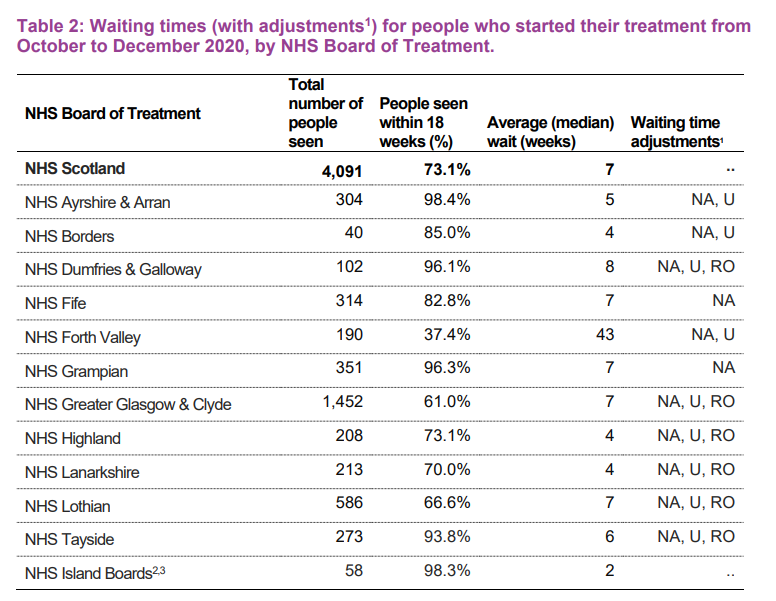 Table 2: Waiting times (with adjustments¹) for people who started their treatment from
October to December 2020, by NHS Board of Treatment.
NHS Board of Treatment Total number of people seen People seen within 18 weeks (%) Average (median) wait (weeks) Waiting time adjustments¹
NHS Scotland 4,091 73.1% 7 ..
NHS Ayrshire & Arran 304 98.4% 5 NA, U
NHS Borders 40 85.0% 4 NA, U
NHS Dumfries & Galloway 102 96.1% 8 NA, U, RO
NHS Fife 314 82.8% 7 NA
NHS Forth Valley 190 37.4% 43 NA, U
NHS Grampian 351 96.3% 7 NA
NHS Greater Glasgow & Clyde 1,452 61.0% 7 NA, U, RO
NHS Highland 208 73.1% 4 NA, U, RO
NHS Lanarkshire 213 70.0% 4 NA, U, RO
NHS Lothian 586 66.6% 7 NA, U, RO
NHS Tayside 273 93.8% 6 NA, U, RO
NHS Island Boards²,³ 58 98.3% 2 ..